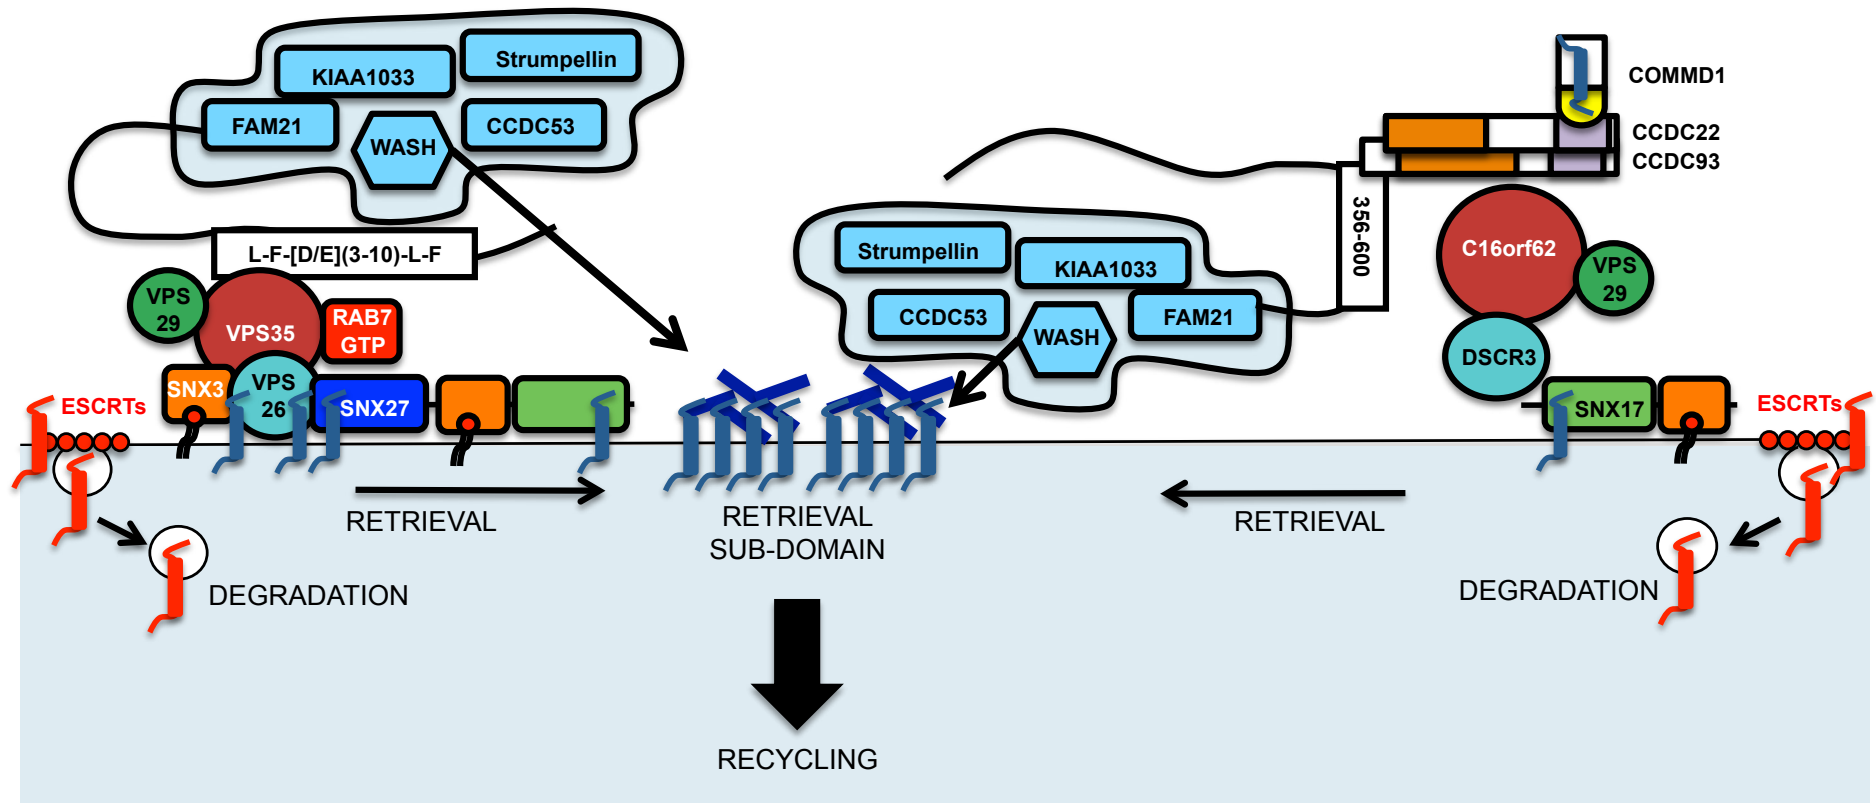 KIAA1033
Strumpellin
FAM21
CCDC53
WASH
L-F-[D/E](3-10)-L-F
VPS
29
VPS35
RAB7
GTP
SNX3
VPS
26
SNX27
ESCRTs
RETRIEVAL
DEGRADATION
Strumpellin
KIAA1033
CCDC53
WASH
FAM21
356-600
COMMD1
CCDC22
CCDC93
C16orf62
VPS
29
DSCR3
SNX17
ESCRTs
RETRIEVAL
SUB-DOMAIN
RETRIEVAL
DEGRADATION
RECYCLING